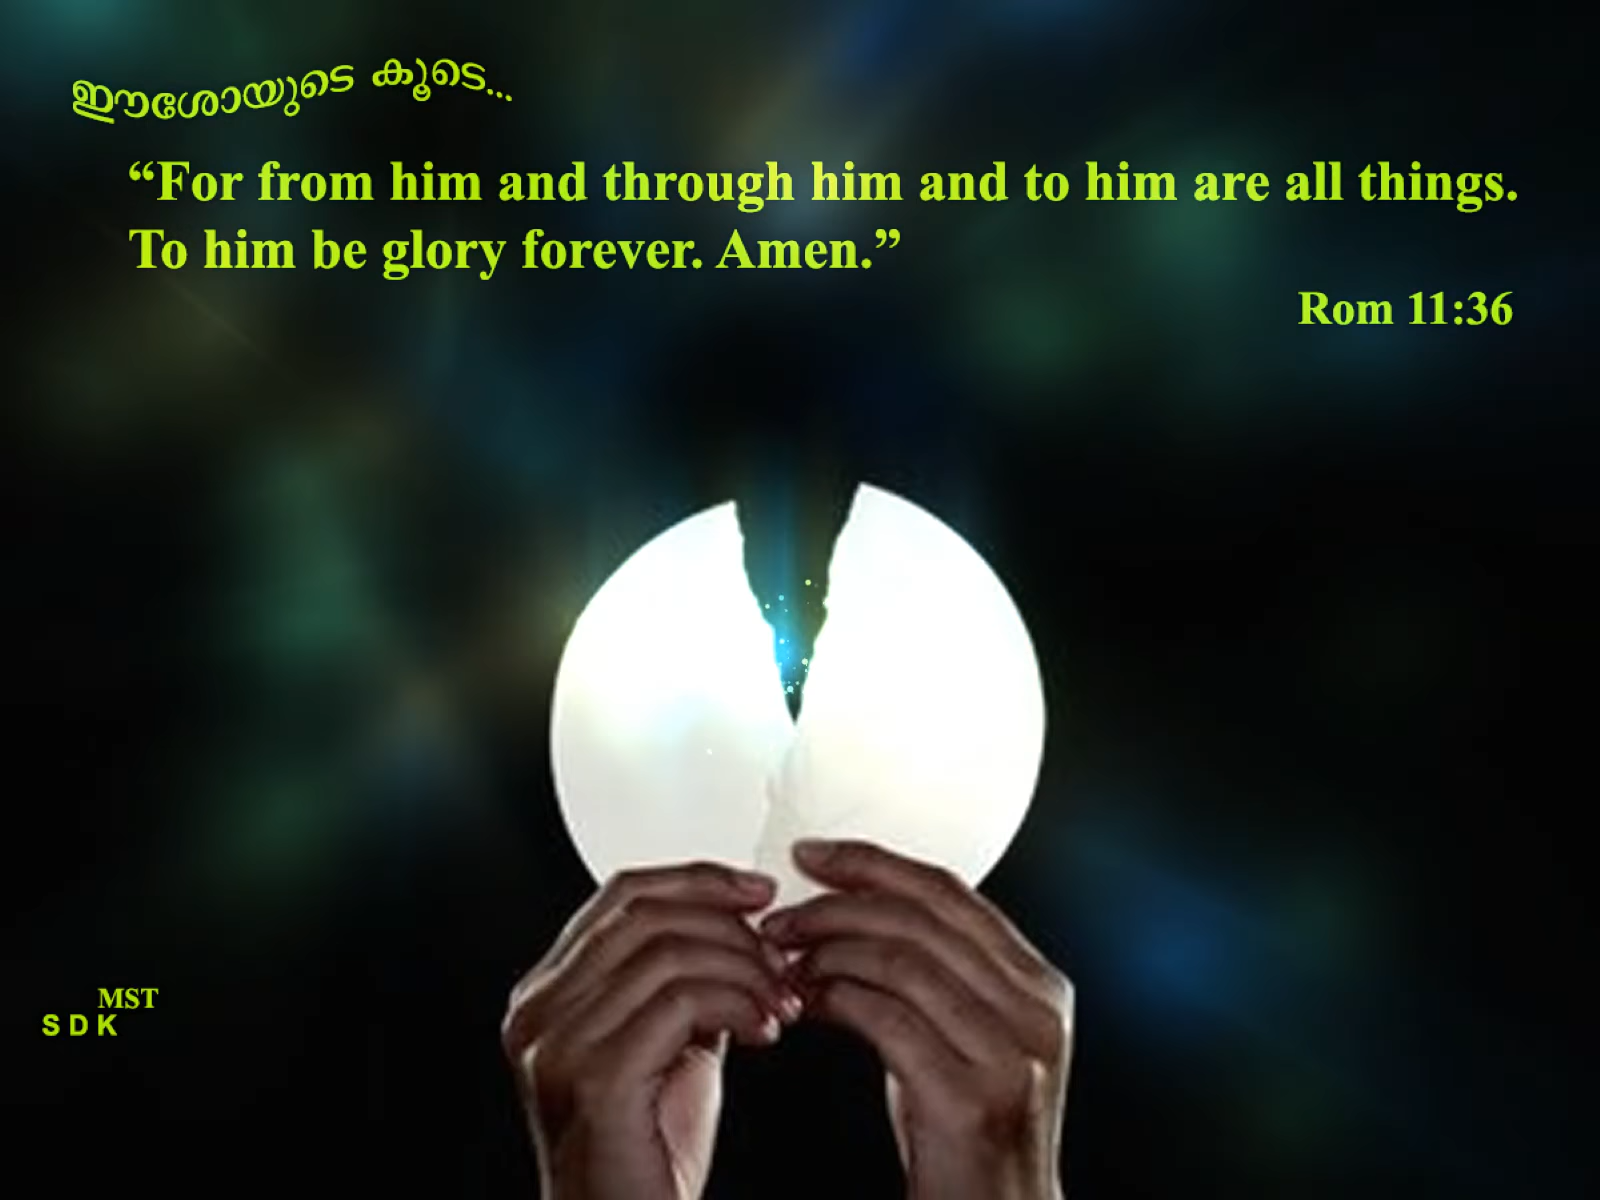 ഈശോയുടെ കൂടെ...
“For from him and through him and to him are all things.
To him be glory forever. Amen.”
Rom 11:36
MST
S D K